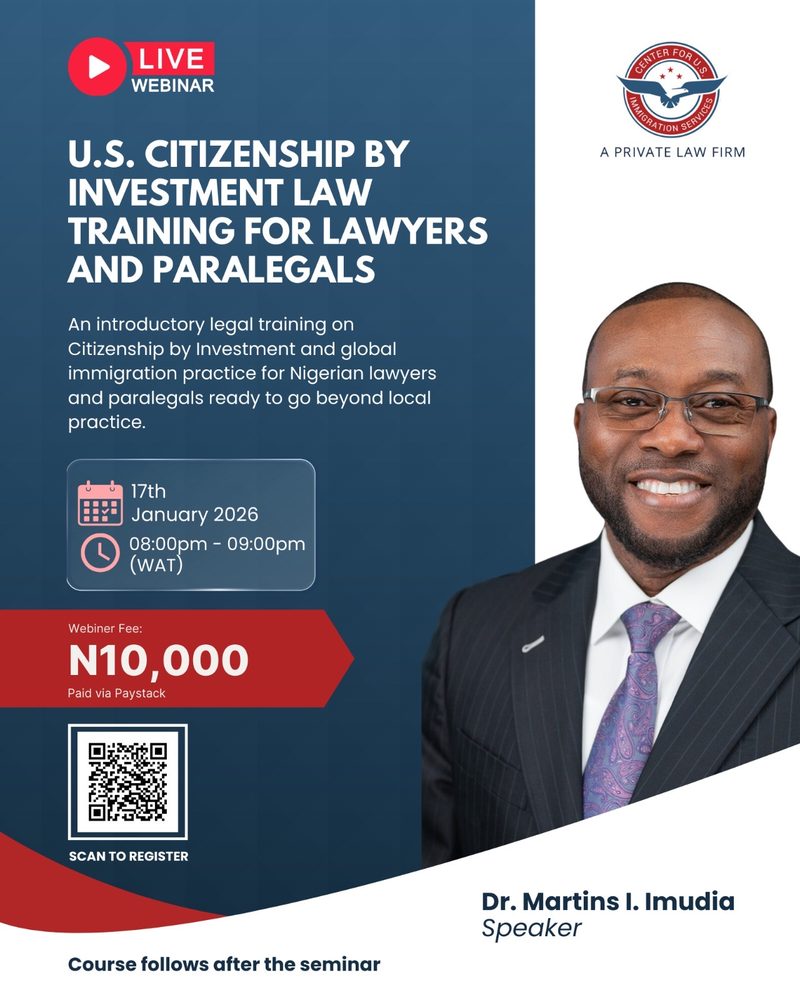 LIVE
WEBINAR
CENTER FOR U.S
IMMIGRATION SERVICES
A PRIVATE LAW FIRM
U.S. CITIZENSHIP BY
INVESTMENT LAW
TRAINING FOR LAWYERS
AND PARALEGALS
An introductory legal training on
Citizenship by Investment and global
immigration practice for Nigerian lawyers
and paralegals ready to go beyond local
practice.
17th
January 2026
08:00pm - 09:00pm
(WAT)
Webiner Fee:
N10,000
Paid via Paystack
SCAN TO REGISTER
Dr. Martins I. Imudia
Speaker
Course follows after the seminar